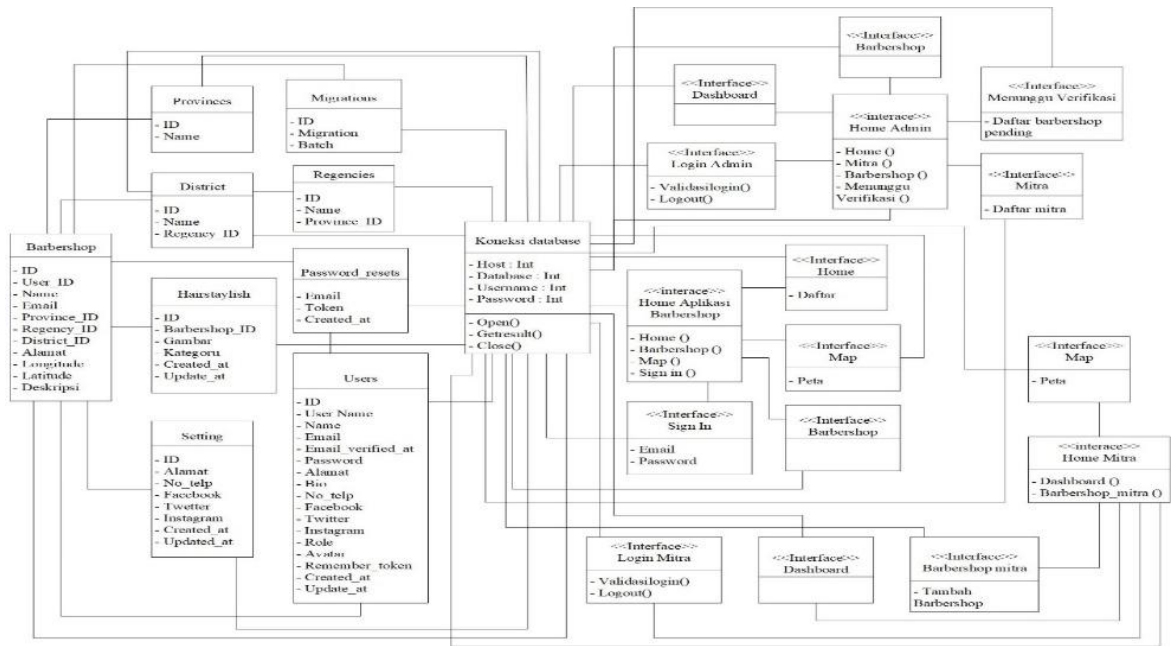 Provinces
- ID
- Name
Migrations
- ID
- Migration
- Batch
District
- ID
- Name
- Regency_ID
Regencies
- ID
- Name
- Province_ID
Barbershop
- ID
- User_ID
- Name
- Email
- Province_ID
- Regency_ID
- District_ID
- Alamat
- Longitude
- Latitude
- Deskripsi
Hairstaylish
- ID
- Barbershop_ID
- Gambar
- Kategoru
- Created_at
- Update_at
Password_resets
- Email
- Token
- Created_at
Setting
- ID
- Alamat
- No_telp
- Facebook
- Twetter
- Instagram
- Created_at
- Updated_at
Users
- ID
- User Name
- Name
- Email
- Email_verified_at
- Password
- Alamat
- Bio
- No_telp
- Facebook
- Twitter
- Instagram
- Role
- Avatar
- Remember_token
- Created_at
- Update_at
Koneksi database
- Host : Int
- Database : Int
- Username : Int
- Password : Int
- Open()
- Getresult()
- Close()
<<Interface>>
Barbershop
<<Interface>>
Dashboard
<<Interface>>
Menunggu Verifikasi
- Daftar barbershop
pending
<<interace>>
Home Admin
- Home ()
- Mitra ()
- Barbershop ()
- Menunggu
Verifikasi ()
<<Interface>>
Login Admin
- Validasilogin()
- Logout()
<<Interface>>
Mitra
- Daftar mitra
<<Interface>>
Home
- Daftar
<<interace>>
Home Aplikasi
Barbershop
- Home ()
- Barbershop ()
- Map ()
- Sign in ()
<<Interface>>
Map
- Peta
<<Interface>>
Sign In
- Email
- Password
<<Interface>>
Barbershop
<<Interface>>
Map
- Peta
<<interace>>
Home Mitra
- Dashboard ()
- Barbershop_mitra ()
<<Interface>>
Login Mitra
- Validasilogin()
- Logout()
<<Interface>>
Dashboard
<<Interface>>
Barbershop mitra
- Tambah
Barbershop